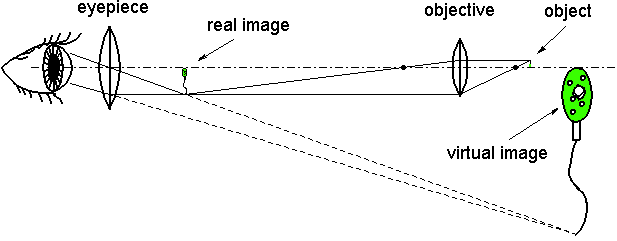 eyepiece
real image
objective
object
virtual image